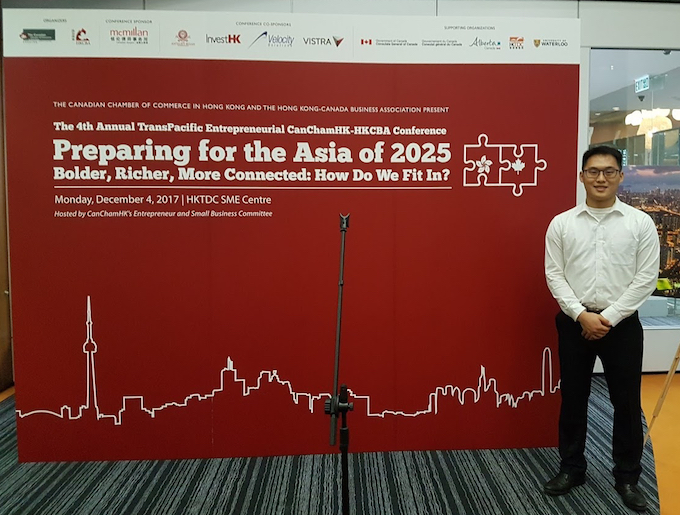 ORGANIZERS
CONFERENCE SPONSOR
CONFERENCE CO-SPONSORS
SUPPORTING ORGANIZATIONS
mcmillan
InvestHK
Velocity
VISTRA
Alberta
WATERLOO
THE CANADIAN CHAMBER OF COMMERCE IN HONG KONG AND THE HONG KONG-CANADA BUSINESS ASSOCIATION PRESENT
The 4th Annual TransPacific Entrepreneurial CanChamHK-HKCBA Conference
Preparing for the Asia of 2025
Bolder, Richer, More Connected: How Do We Fit In?
Monday, December 4, 2017 | HKTDC SME Centre
Hosted by CanChamHK's Entrepreneur and Small Business Committee